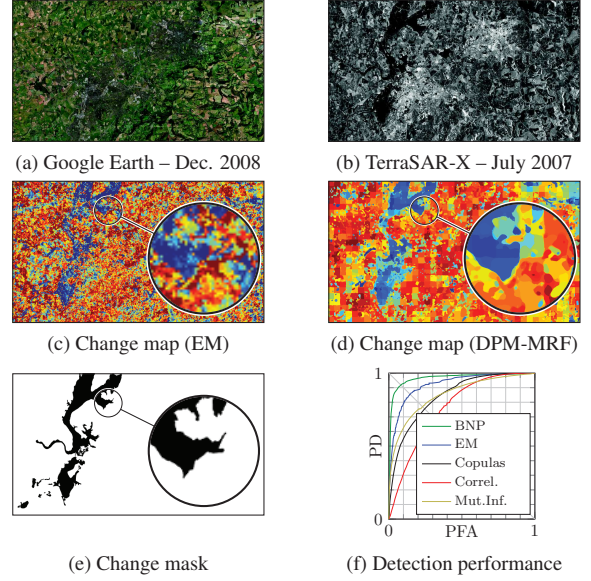 (a) Google Earth – Dec. 2008
(b) TerraSAR-X – July 2007
(c) Change map (EM)
(d) Change map (DPM-MRF)
(e) Change mask
1
PD
0
0
PFA
1
BNP
EM
Copulas
Correl.
Mut.Inf.
(f) Detection performance